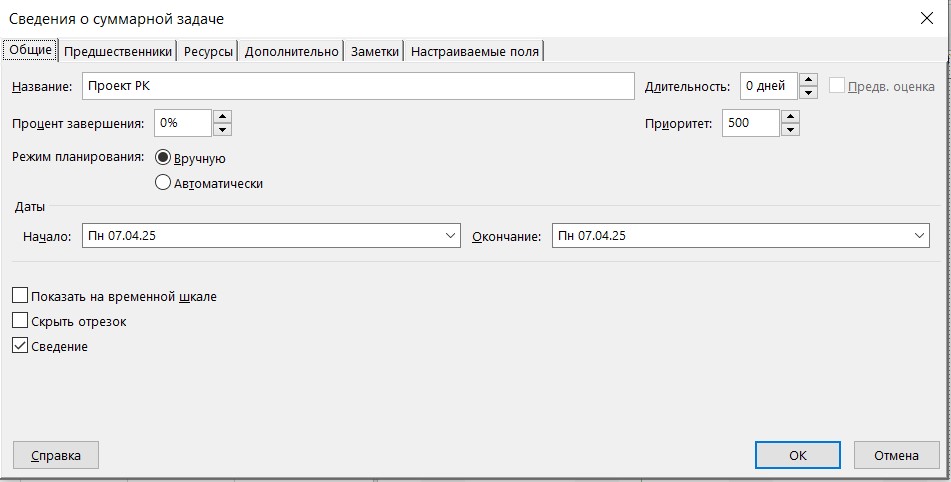 Сведения о суммарной задаче
Общие Предшественники Ресурсы Дополнительно Заметки Настраиваемые поля
Название: Проект РК Длительность: 0 дней Предв. оценка
Процент завершения: 0% Приоритет: 500
Режим планирования: Вручную
Автоматически
Даты
Начало: Пн 07.04.25 Окончание: Пн 07.04.25
Показать на временной шкале
Скрыть отрезок
Сведение
Справка ОК Отмена